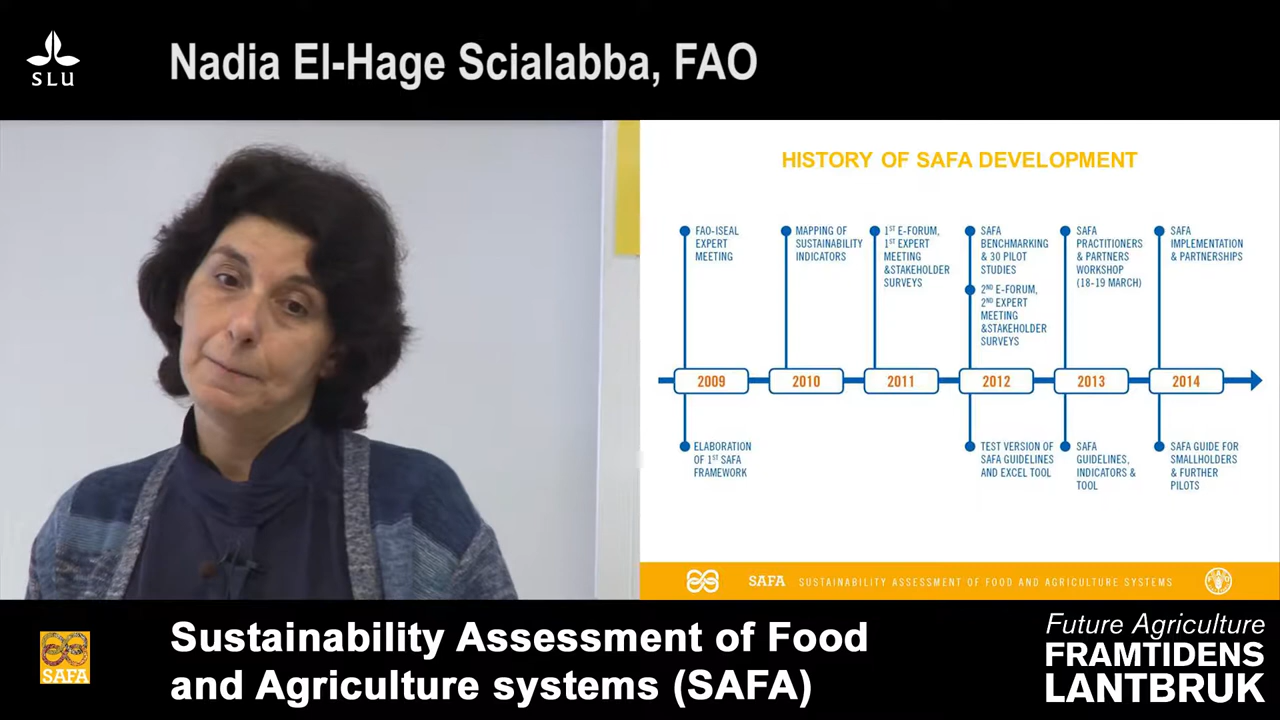 SLU
Nadia El-Hage Scialabba, FAO
HISTORY OF SAFA DEVELOPMENT
FAO-ISEAL
EXPERT
MEETING
MAPPING OF
SUSTAINABILITY
INDICATORS
1ST E-FORUM,
1ST EXPERT
MEETING
&STAKEHOLDER
SURVEYS
SAFA
BENCHMARKING
& 30 PILOT
STUDIES
2ND E-FORUM,
2ND EXPERT
MEETING
&STAKEHOLDER
SURVEYS
SAFA
PRACTITIONERS
& PARTNERS
WORKSHOP
(18-19 MARCH)
SAFA
IMPLEMENTATION
& PARTNERSHIPS
2009
2010
2011
2012
2013
2014
ELABORATION
OF 1ST SAFA
FRAMEWORK
TEST VERSION OF
SAFA GUIDELINES
AND EXCEL TOOL
SAFA
GUIDELINES,
INDICATORS &
TOOL
SAFA GUIDE FOR
SMALLHOLDERS
& FURTHER
PILOTS
SAFA SUSTAINABILITY ASSESSMENT OF FOOD AND AGRICULTURE SYSTEMS
SAFA
Sustainability Assessment of Food
and Agriculture systems (SAFA)
Future Agriculture
FRAMTIDENS
LANTBRUK